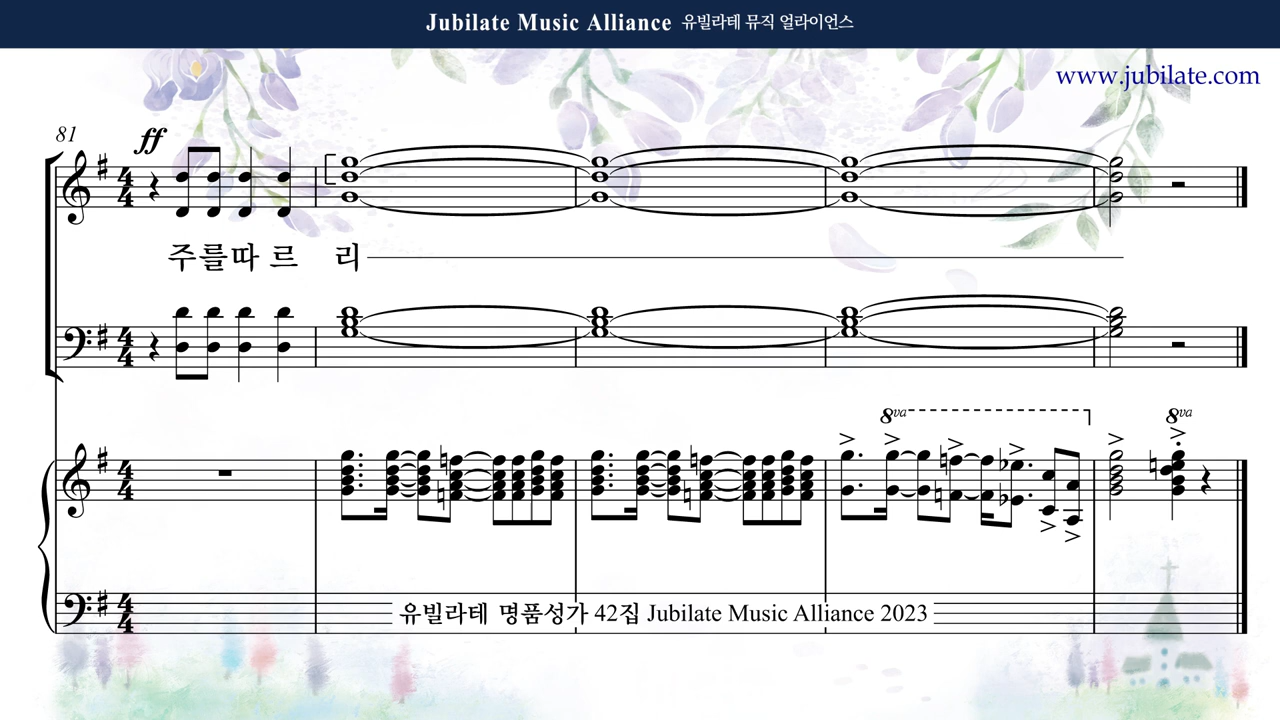 Jubilate Music Alliance 유빌라테 뮤직 얼라이언스
www.jubilate.com
81
ff
주를따 르 리
8va
8va
유빌라테 명품성가 42집 Jubilate Music Alliance 2023